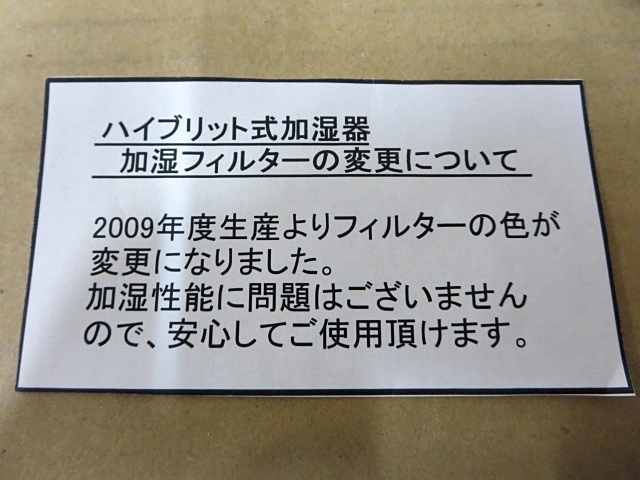 ハイブリット式加湿器
加湿フィルターの変更について
2009年度生産よりフィルターの色が
変更になりました。
加湿性能に問題はございません
ので、安心してご使用頂けます。